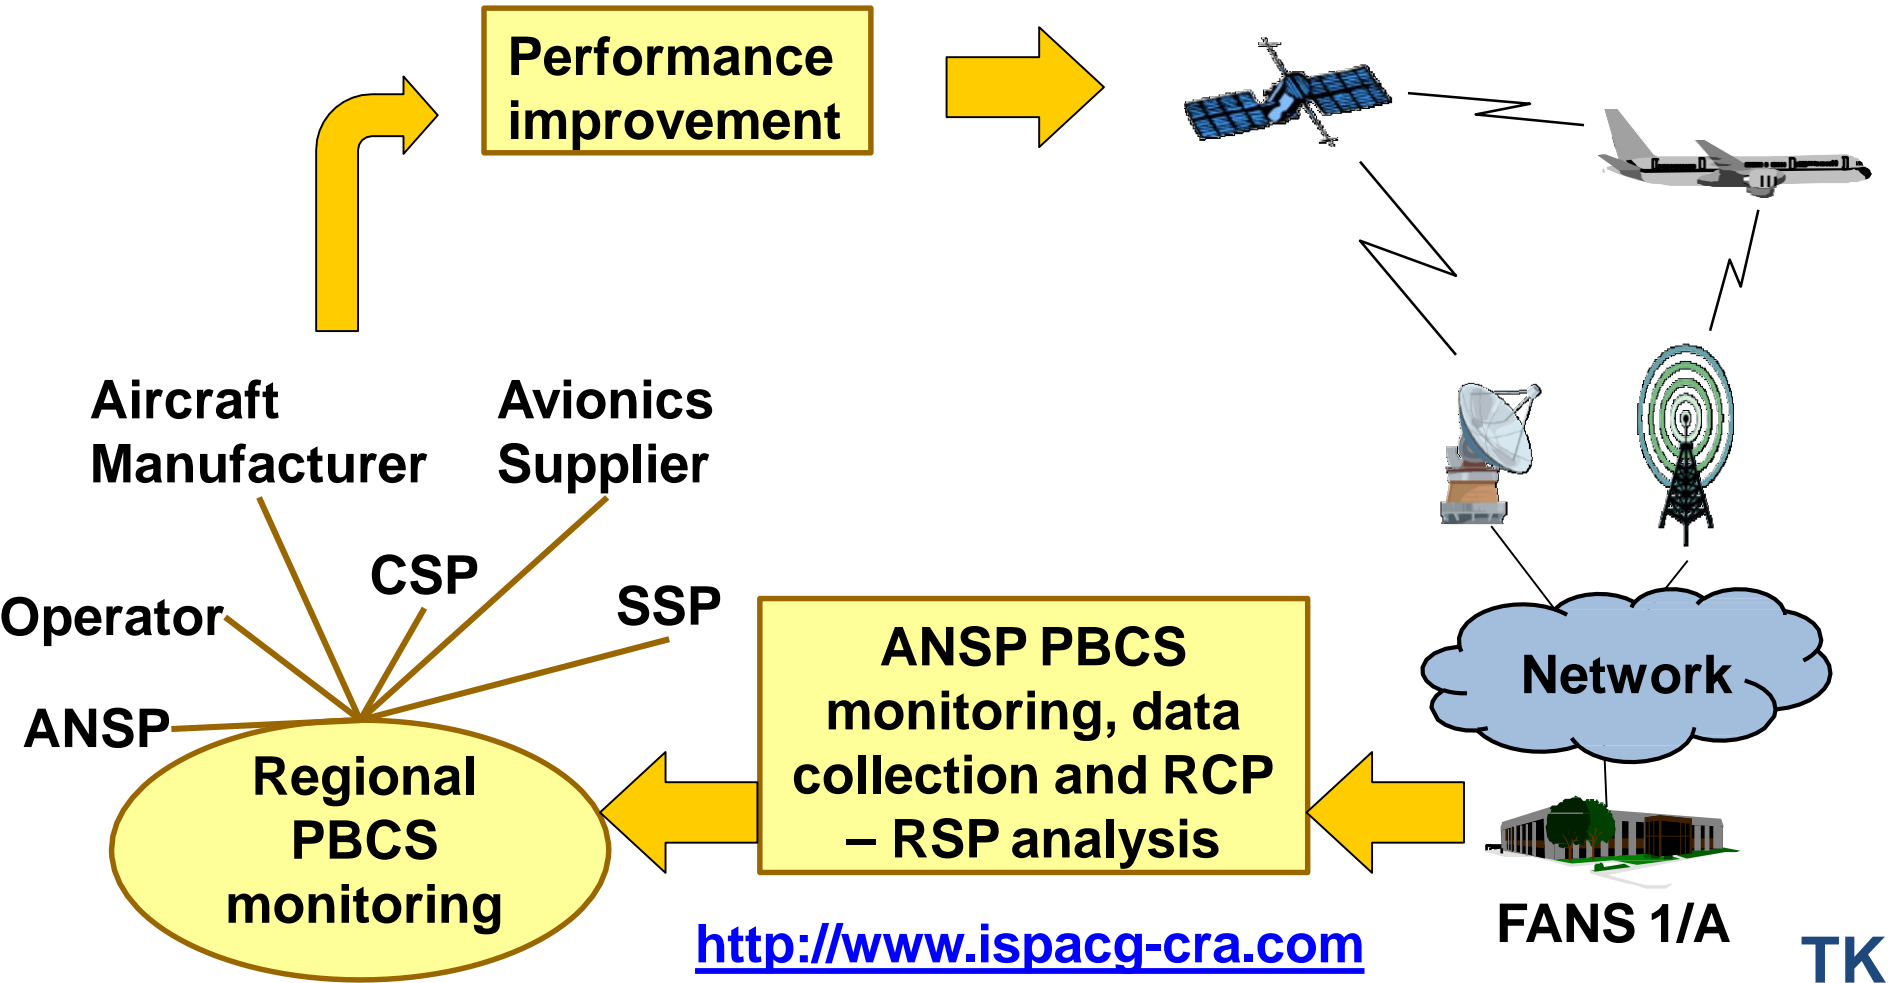 Performance
improvement
Aircraft
Manufacturer
Avionics
Supplier
CSP
Operator
SSP
ANSP
Regional
PBCS
monitoring
ANSP PBCS
monitoring, data
collection and RCP
– RSP analysis
Network
FANS 1/A
http://www.ispacg-cra.com
TK